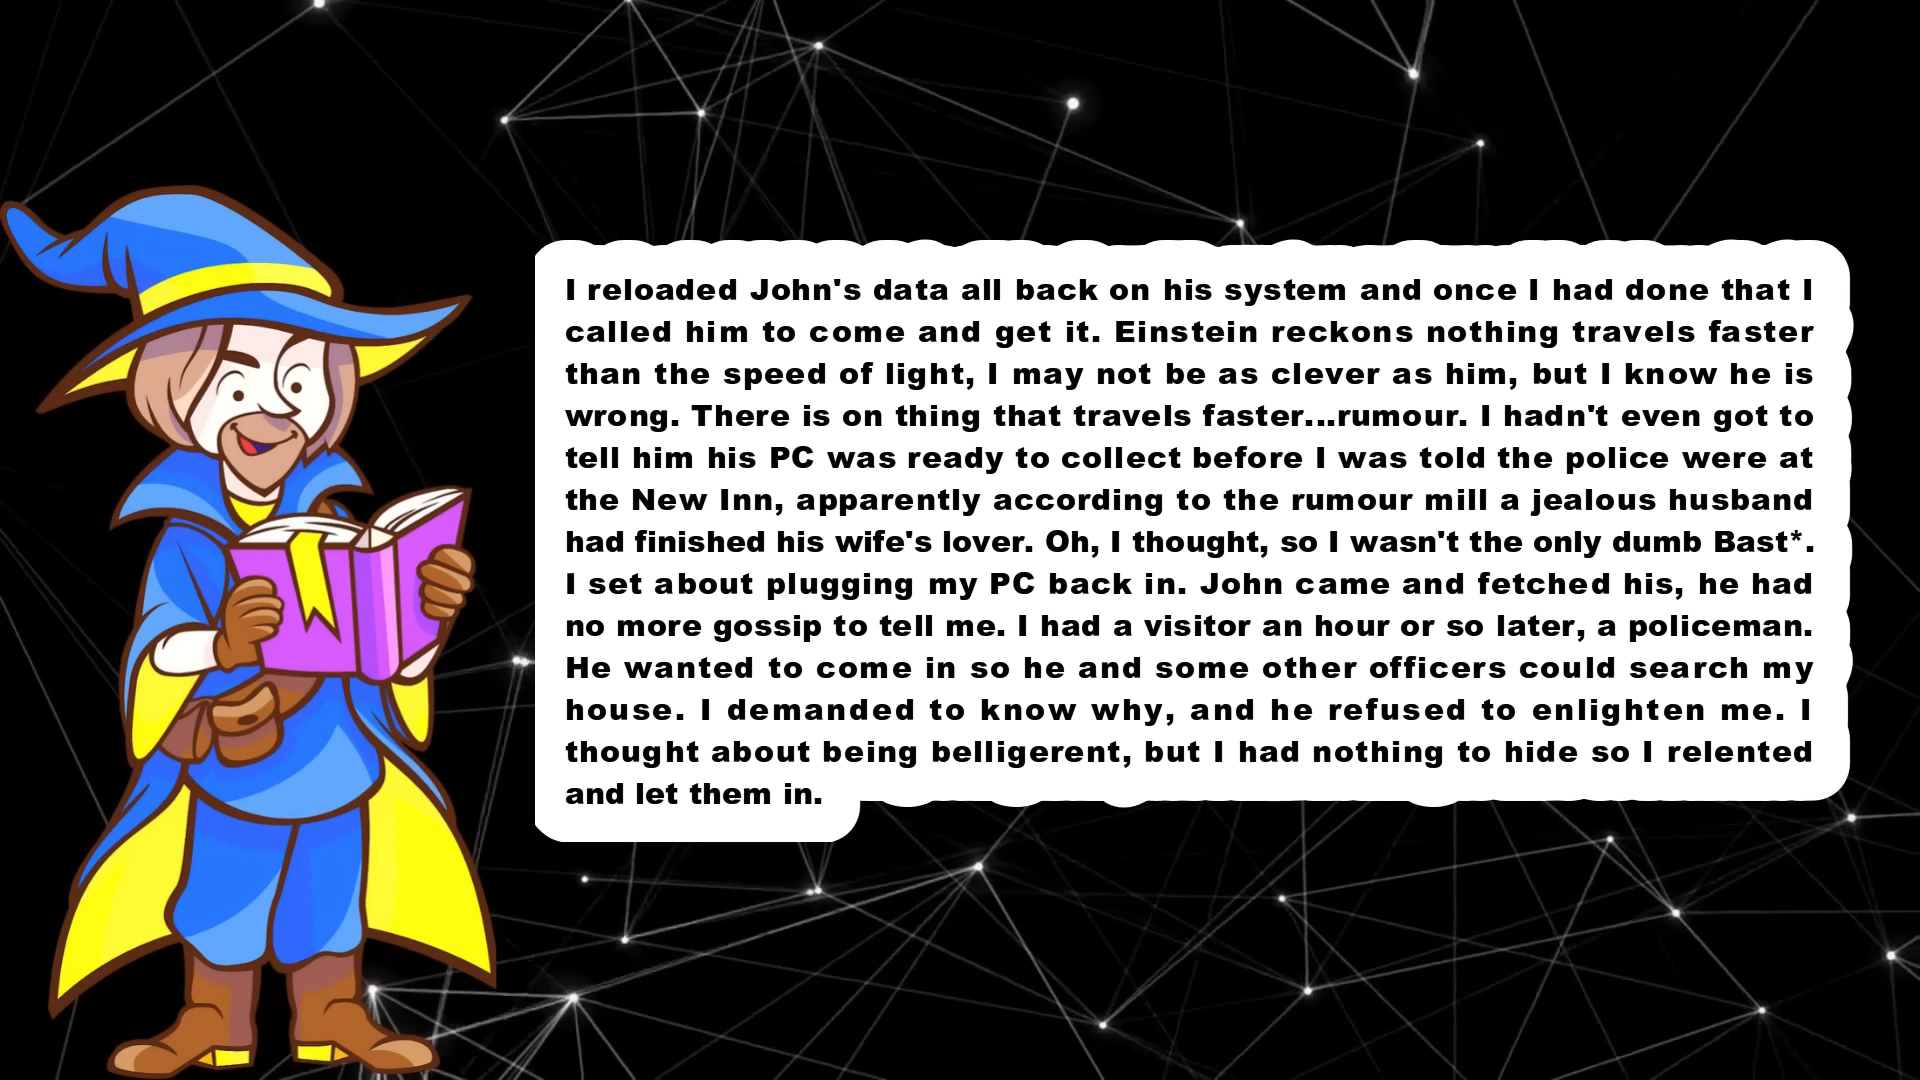 I reloaded John's data all back on his system and once I had done that I
called him to come and get it. Einstein reckons nothing travels faster
than the speed of light, I may not be as clever as him, but I know he is
wrong. There is on thing that travels faster...rumour. I hadn't even got to
tell him his PC was ready to collect before I was told the police were at
the New Inn, apparently according to the rumour mill a jealous husband
had finished his wife's lover. Oh, I thought, so I wasn't the only dumb Bast*.
I set about plugging my PC back in. John came and fetched his, he had
no more gossip to tell me. I had a visitor an hour or so later, a policeman.
He wanted to come in so he and some other officers could search my
house. I demanded to know why, and he refused to enlighten me. I
thought about being belligerent, but I had nothing to hide so I relented
and let them in.